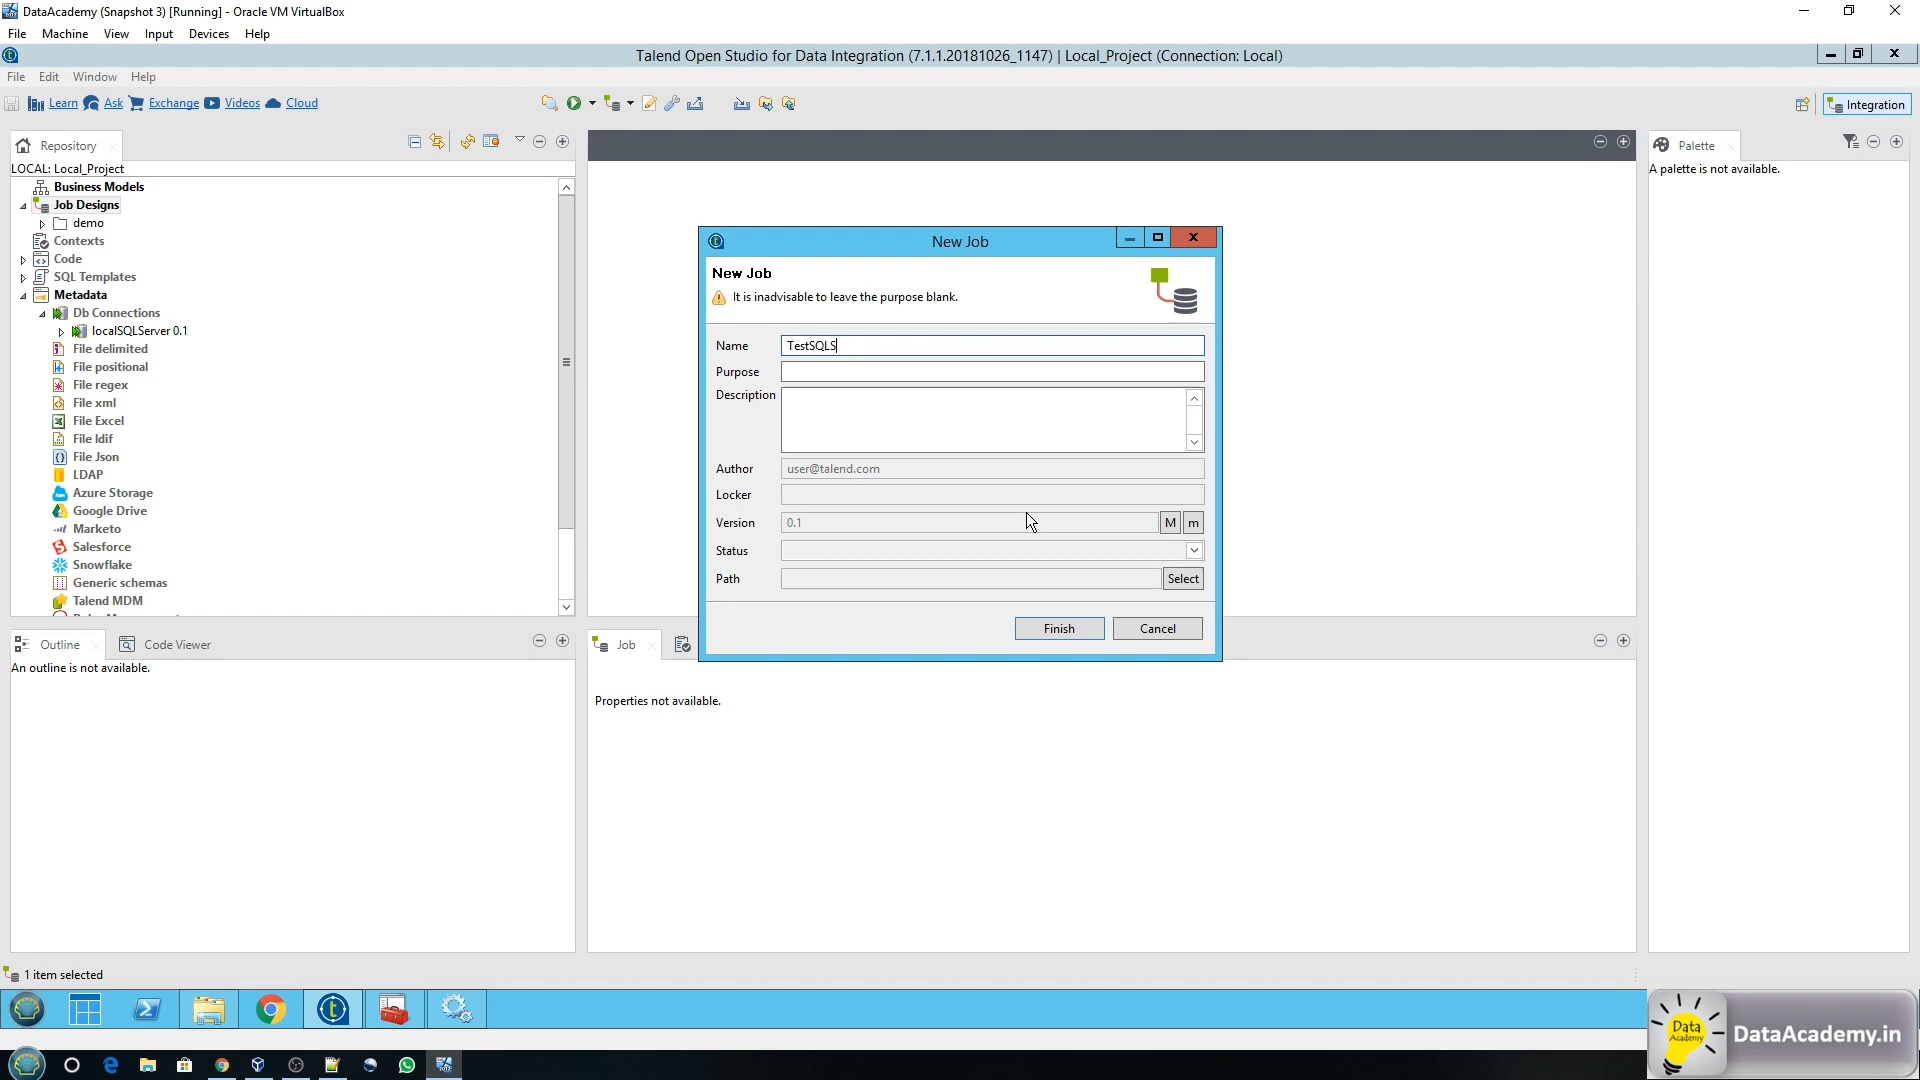 DataAcademy (Snapshot 3) [Running] - Oracle VM VirtualBox
File Machine View Input Devices Help
Talend Open Studio for Data Integration (7.1.1.20181026_1147) | Local_Project (Connection: Local)
File Edit Window Help
Learn Ask Exchange Videos Cloud
Integration
Repository
LOCAL: Local_Project
Business Models
Job Designs
demo
Contexts
Code
SQL Templates
Metadata
Db Connections
localSQLServer 0.1
File delimited
File positional
File regex
File xml
File Excel
File ldif
File Json
LDAP
Azure Storage
Google Drive
Marketo
Salesforce
Snowflake
Generic schemas
Talend MDM
New Job
New Job
It is inadvisable to leave the purpose blank.
Name TestSQLS
Purpose
Description
Author user@talend.com
Locker
Version 0.1 M m
Status
Path Select
Finish Cancel
Palette
A palette is not available.
Outline Code Viewer
An outline is not available.
Job
Properties not available.
1 item selected
Data Academy
DataAcademy.in